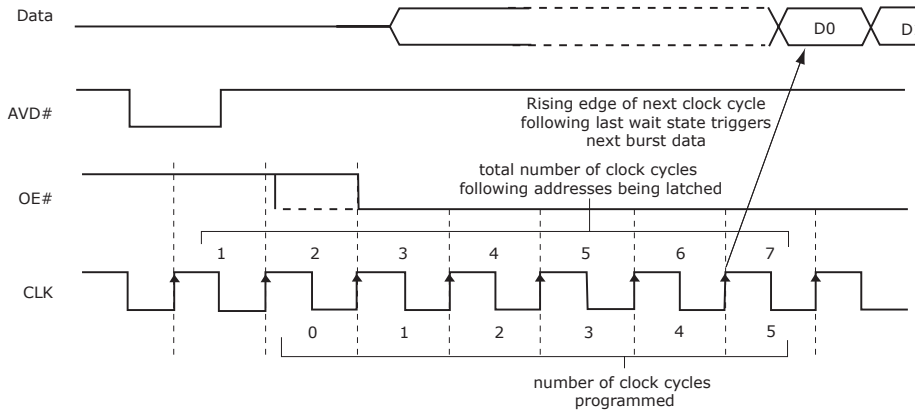 Data
D0
D
AVD#
Rising edge of next clock cycle
following last wait state triggers
next burst data
OE#
total number of clock cycles
following addresses being latched
1 2 3 4 5 6 7
CLK
0 1 2 3 4 5
number of clock cycles
programmed